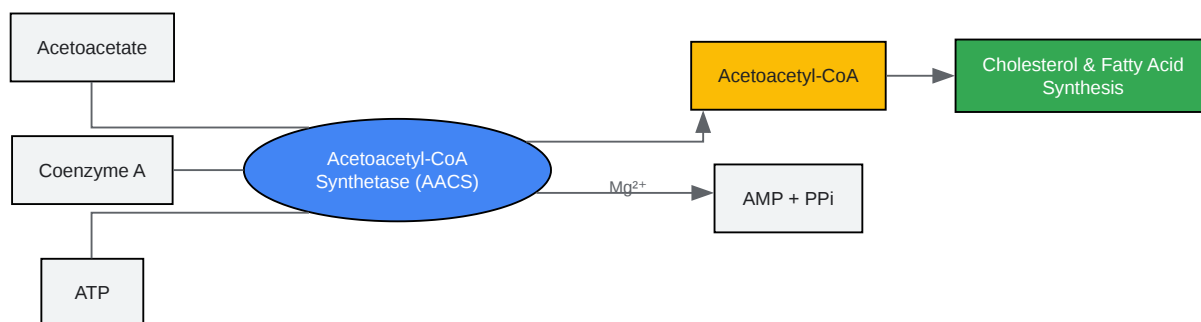 Acetoacetate
Coenzyme A
ATP
Acetoacetyl-CoA
Synthetase (AACS)
Acetoacetyl-CoA
Mg²⁺
AMP + PPi
Cholesterol & Fatty Acid
Synthesis